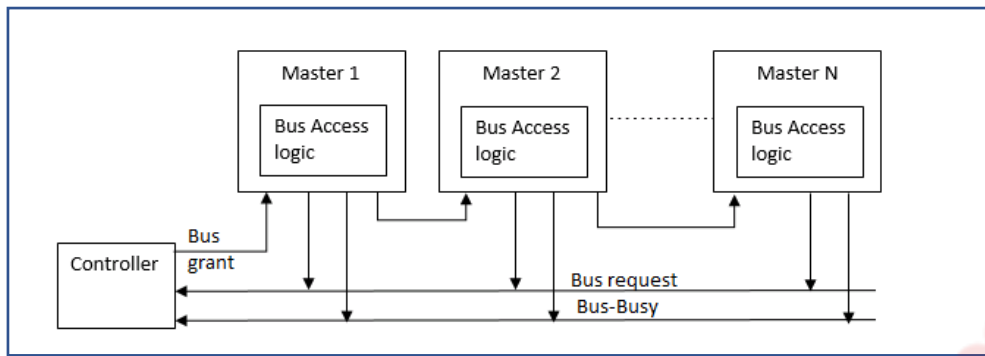 Master 1
Master 2
Master N
Bus Access
logic
Bus Access
logic
Bus Access
logic
Bus
grant
Controller
Bus request
Bus-Busy